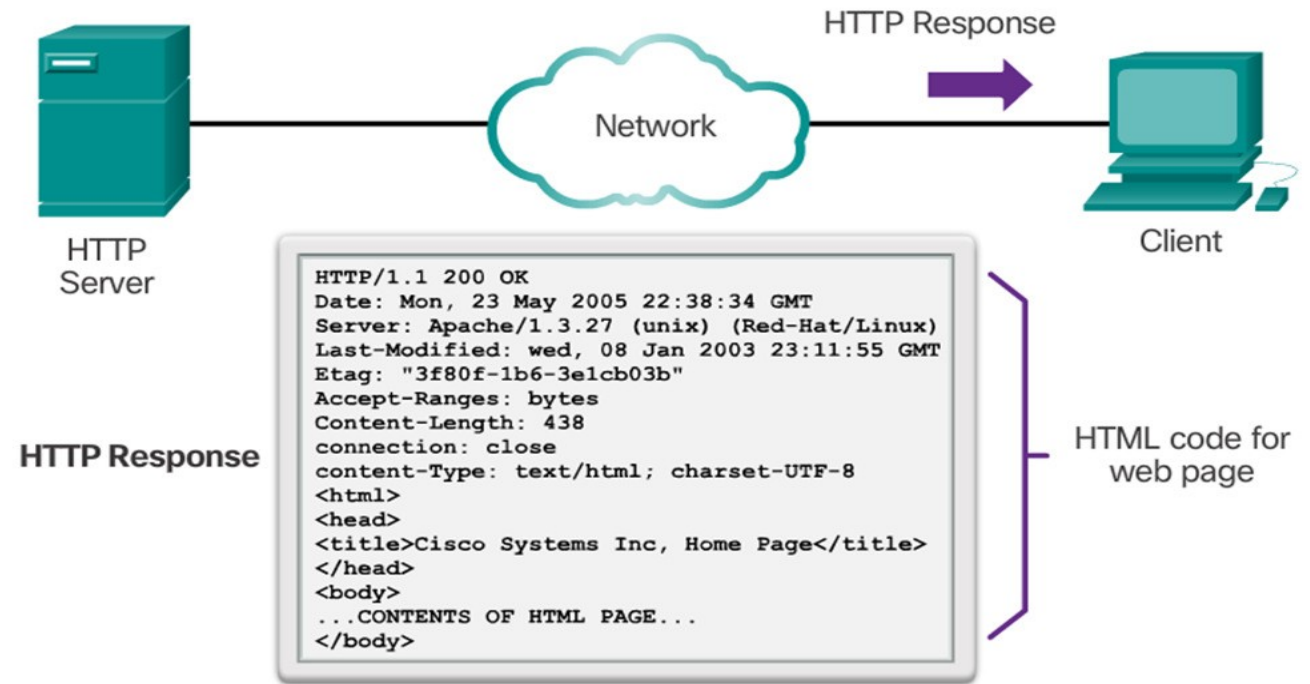 HTTP Response
Network
HTTP
Server
Client
HTTP Response
HTTP/1.1 200 OK
Date: Mon, 23 May 2005 22:38:34 GMT
Server: Apache/1.3.27 (unix) (Red-Hat/Linux)
Last-Modified: wed, 08 Jan 2003 23:11:55 GMT
Etag: "3f80f-1b6-3e1cb03b"
Accept-Ranges: bytes
Content-Length: 438
connection: close
content-Type: text/html; charset-UTF-8
<html>
<head>
<title>Cisco Systems Inc, Home Page</title>
</head>
<body>
...CONTENTS OF HTML PAGE...
</body>
HTML code for
web page